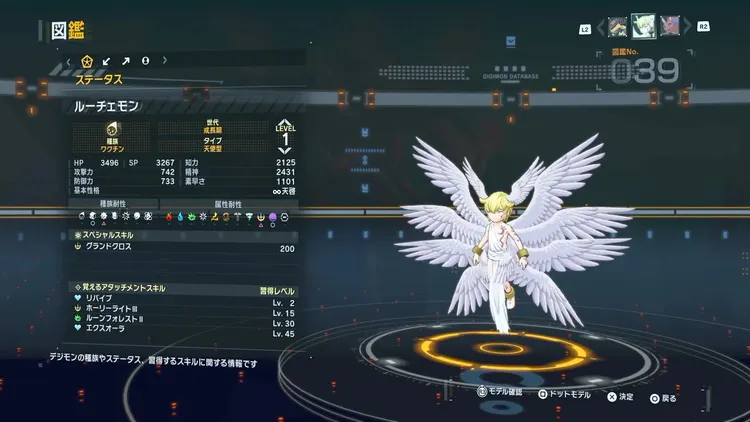 図鑑
L2
R2
図鑑No.
039
DIGIMON DATABASE
ステータス
ルーチェモン
種族
ワクチン
世代
成長期
タイプ
天使型
LEVEL
1
HP 3496 SP 3267 知力 2125
攻撃力 742 精神 2431
防御力 733 素早さ 1101
基本性格 天啓
種族耐性 属性耐性
スペシャルスキル
グランドクロス 200
覚えるアタッチメントスキル 習得レベル
リバイブ Lv. 2
ホーリーライトIII Lv. 15
ルーンフォレストII Lv. 30
エクスオーラ Lv. 45
デジモンの種族やステータス、習得するスキルに関する情報です
R3 モデル確認 ドットモデル 決定 戻る